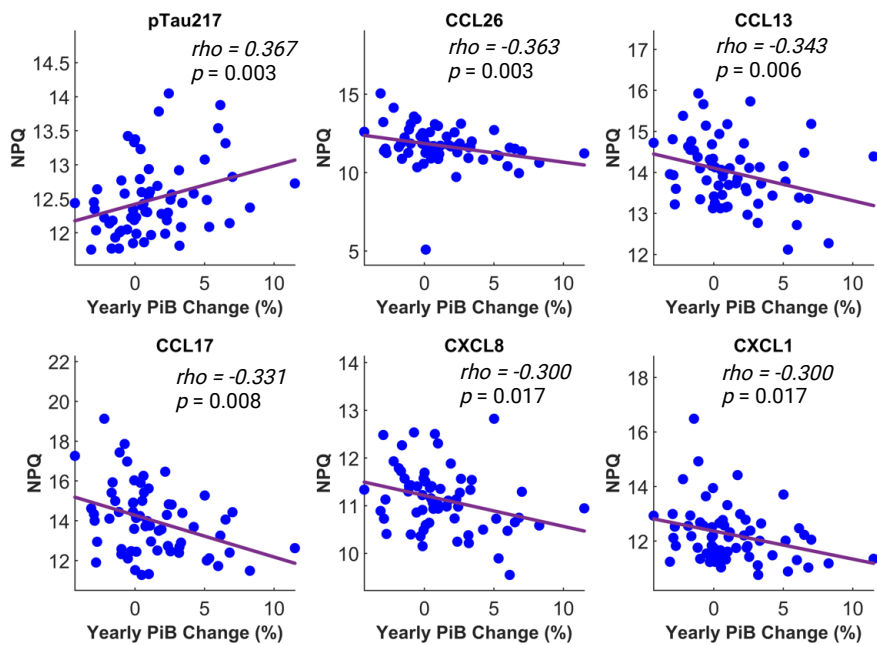 pTau217
rho = 0.367
p = 0.003
14.5
14
13.5
13
12.5
12
NPQ
0
5
10
Yearly PiB Change (%)
CCL26
rho = -0.363
p = 0.003
15
10
5
NPQ
0
5
10
Yearly PiB Change (%)
CCL13
rho = -0.343
p = 0.006
17
16
15
14
13
12
NPQ
0
5
10
Yearly PiB Change (%)
CCL17
rho = -0.331
p = 0.008
22
20
18
16
14
12
NPQ
0
5
10
Yearly PiB Change (%)
CXCL8
rho = -0.300
p = 0.017
14
13
12
11
10
NPQ
0
5
10
Yearly PiB Change (%)
CXCL1
rho = -0.300
p = 0.017
18
16
14
12
NPQ
0
5
10
Yearly PiB Change (%)